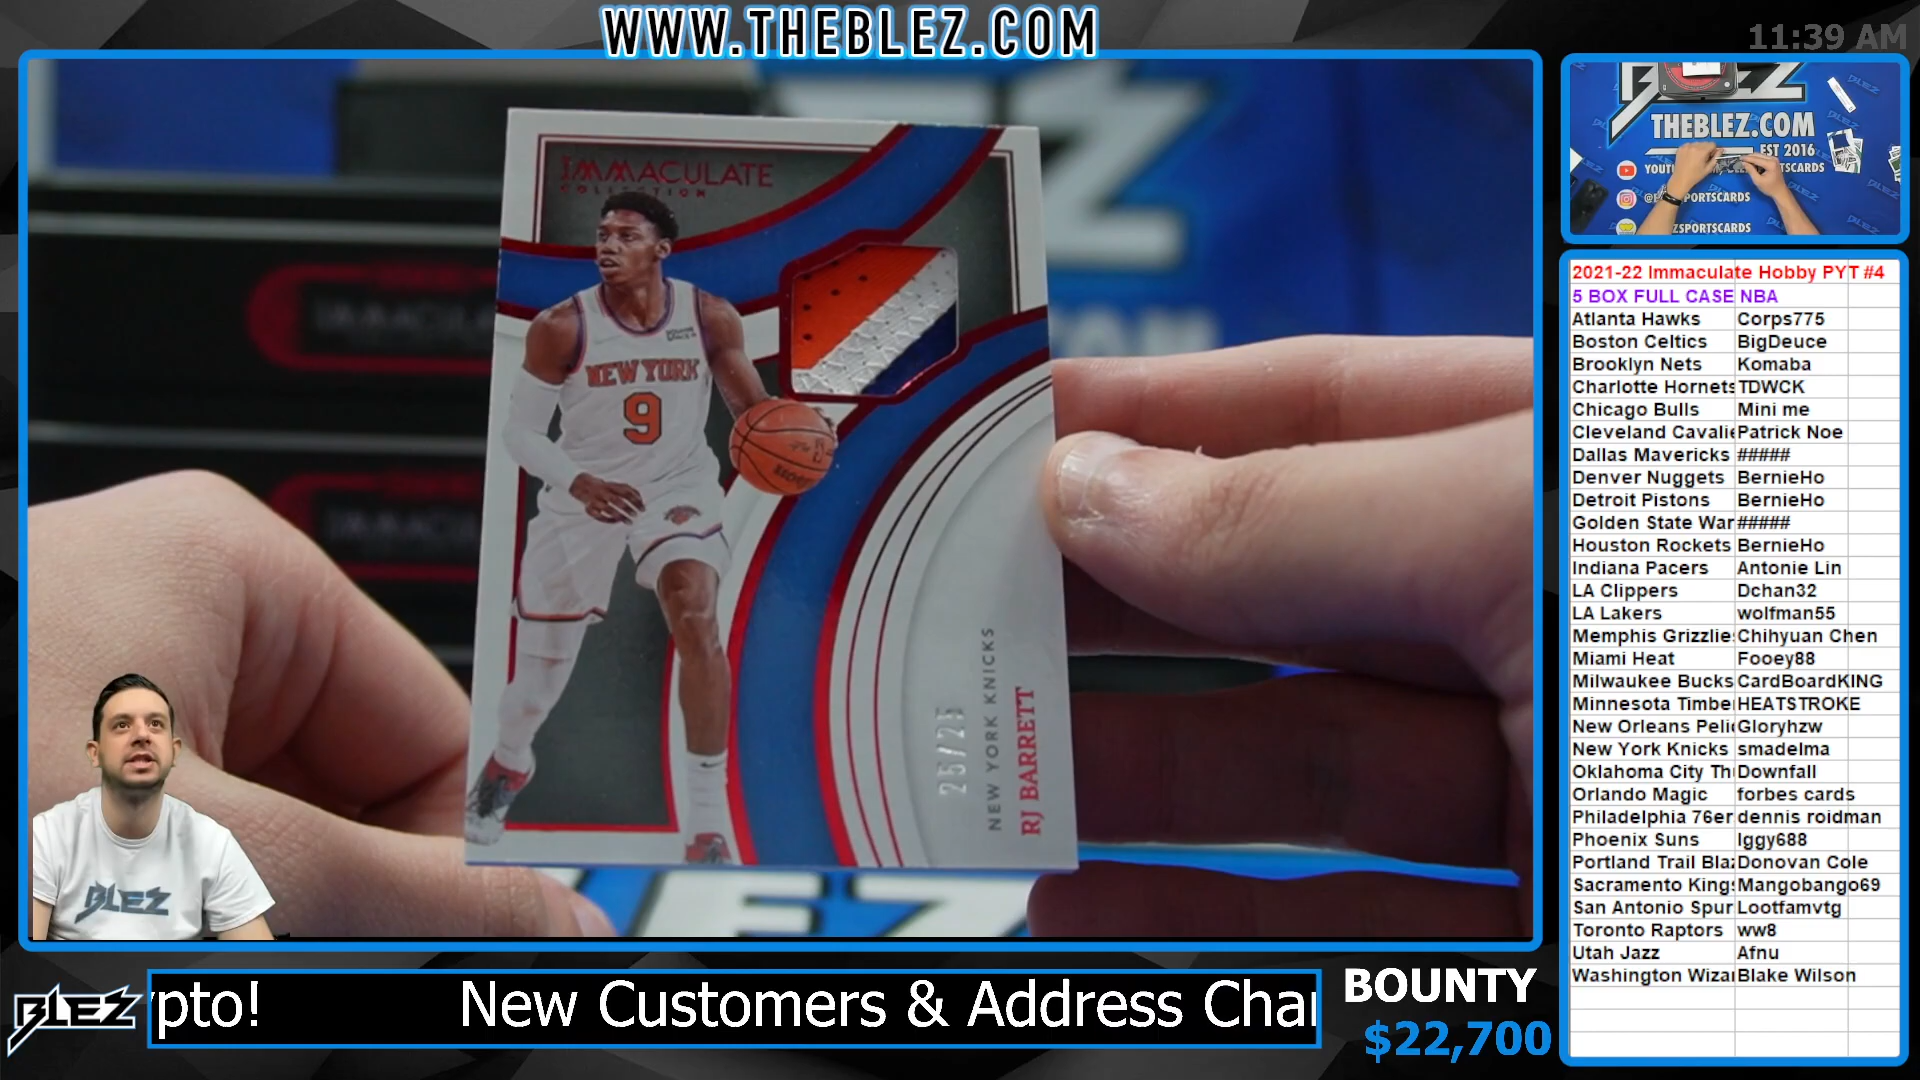 WWW.THEBLEZ.COM
11:39 AM
IMMACULATE
COLLECTION
NEW YORK
9
25/25
NEW YORK KNICKS
RJ BARRETT
BLEZ
THEBLEZ.COM
EST 2016
2021-22 Immaculate Hobby PYT #4
5 BOX FULL CASE NBA
Atlanta Hawks Corps775
Boston Celtics BigDeuce
Brooklyn Nets Komaba
Charlotte Hornets TDWCK
Chicago Bulls Mini me
Cleveland Cavalie Patrick Noe
Dallas Mavericks #####
Denver Nuggets BernieHo
Detroit Pistons BernieHo
Golden State War #####
Houston Rockets BernieHo
Indiana Pacers Antonie Lin
LA Clippers Dchan32
LA Lakers wolfman55
Memphis Grizzlie Chihyuan Chen
Miami Heat Fooey88
Milwaukee Bucks CardBoardKING
Minnesota Timbe HEATSTROKE
New Orleans Peli Gloryhzw
New York Knicks smadelma
Oklahoma City Th Downfall
Orlando Magic forbes cards
Philadelphia 76er dennis roidman
Phoenix Suns Iggy688
Portland Trail Blaz Donovan Cole
Sacramento Kings Mangobango69
San Antonio Spur Lootfamvtg
Toronto Raptors ww8
Utah Jazz Afnu
Washington Wizar Blake Wilson
BLEZ
BLEZ
pto! New Customers & Address Char
BOUNTY
$22,700